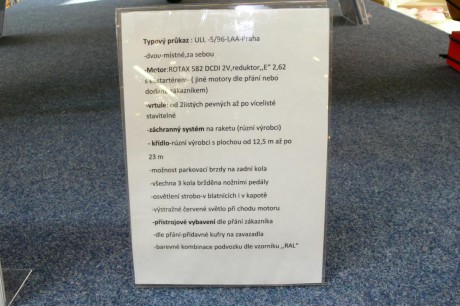 Typový průkaz : ULL -5/96-LAA-Praha
-dvou-místné,za sebou
-Motor:ROTAX 582 DCDI 2V,reduktor,,E" 2,62
s el.startérem- ( jiné motory dle přání nebo
zákazníkem)
-vrtule: od 2listých pevných až po vícelisté
stavitelné
-záchranný systém na raketu (různí výrobci)
- křídlo-různí výrobci s plochou od 12,5 m až po
23 m
-možnost parkovací brzdy na zadní kola
-všechna 3 kola bržděna nožními pedály
-osvětlení strobo-v blatnících i v kapotě
-výstražné červené světlo při chodu motoru
-přístrojové vybavení dle přání zákazníka
-dle přání-přídavné kufry na zavazadla
-barevné kombinace podvozku dle vzorníku ,,RAL"